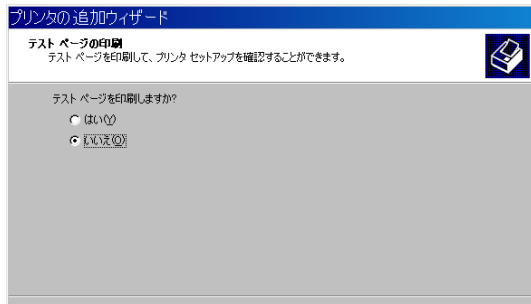 プリンタの追加ウィザード
テスト ページの印刷
テスト ページを印刷して、プリンタ セットアップを確認することができます。
テスト ページを印刷しますか?
はい(Y)
いいえ(O)